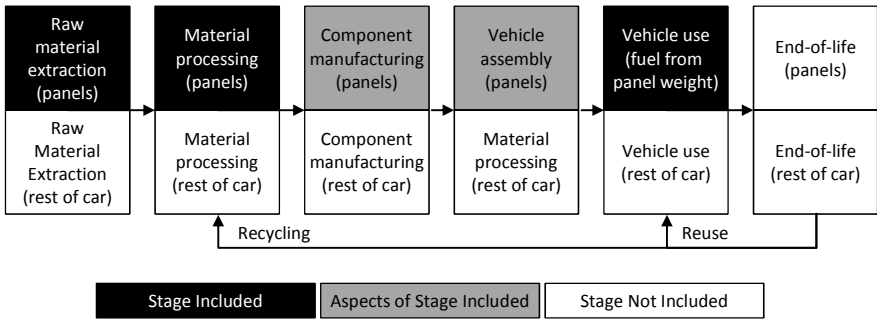 Raw
material
extraction
(panels)
Material
processing
(panels)
Component
manufacturing
(panels)
Vehicle
assembly
(panels)
Vehicle use
(fuel from
panel weight)
End-of-life
(panels)
Raw
Material
Extraction
(rest of car)
Material
processing
(rest of car)
Component
manufacturing
(rest of car)
Material
processing
(rest of car)
Vehicle use
(rest of car)
End-of-life
(rest of car)
Recycling
Reuse
Stage Included
Aspects of Stage Included
Stage Not Included